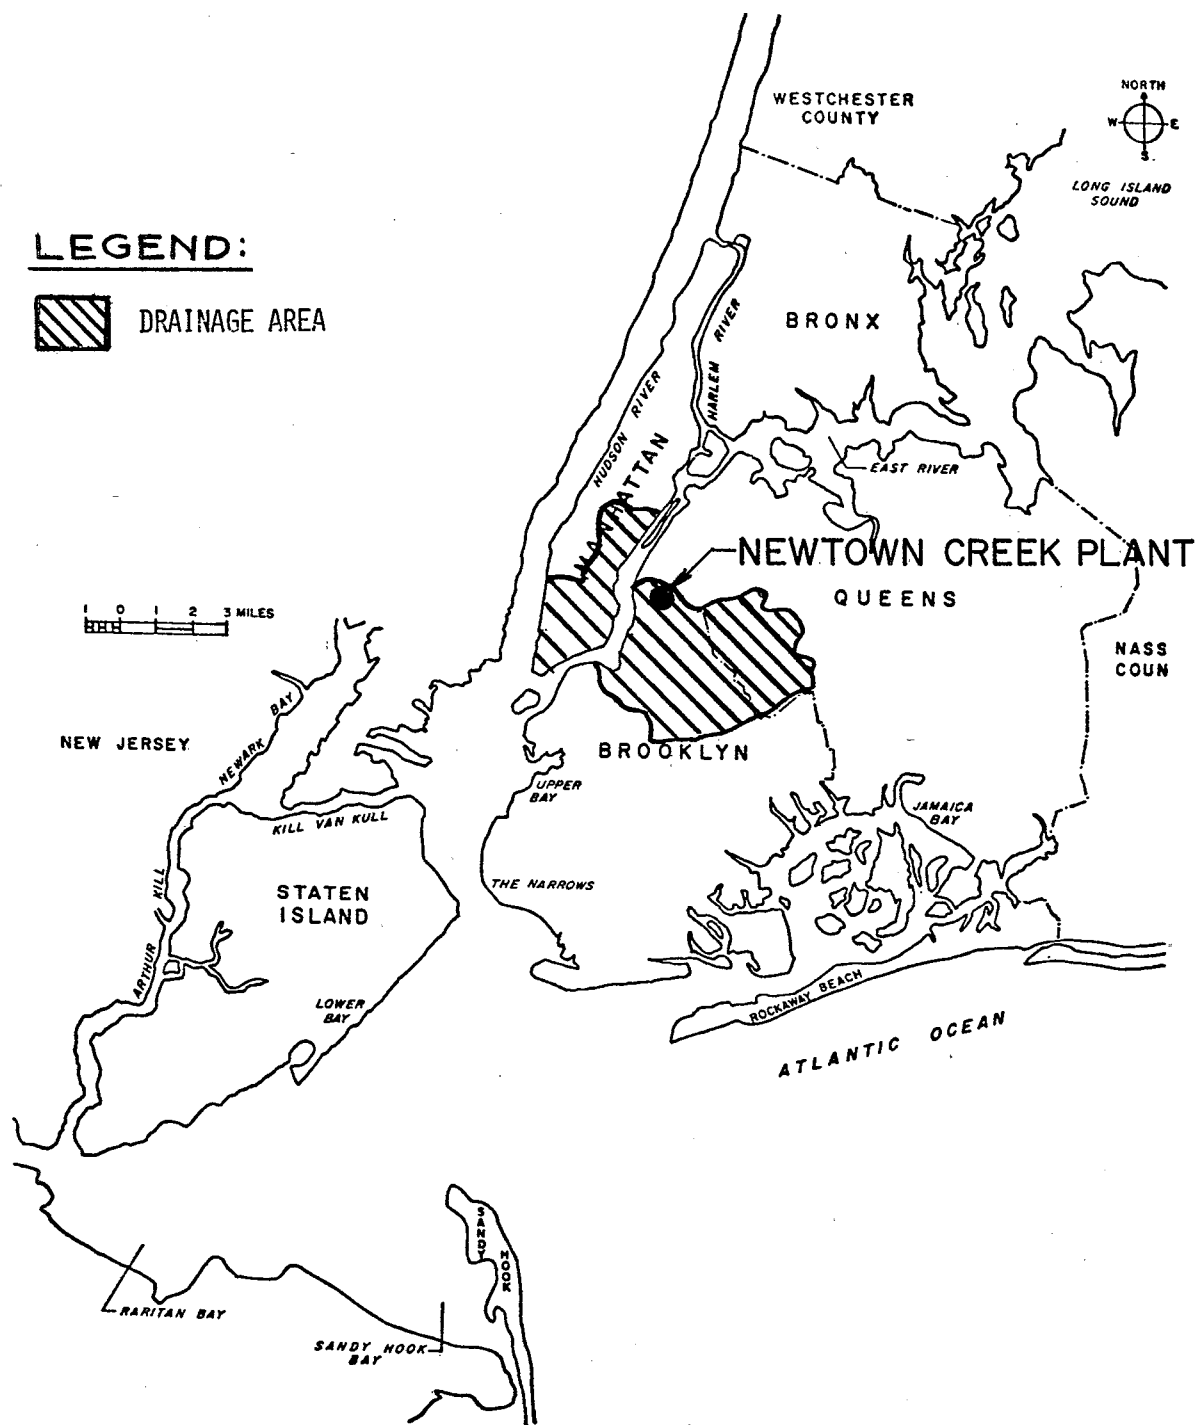 WESTCHESTER
COUNTY
NORTH
W
E
S.
LONG ISLAND
SOUND
LEGEND:
DRAINAGE AREA
BRONX
HARLEM RIVER
HUDSON RIVER
MANHATTAN
EAST RIVER
NEWTOWN CREEK PLANT
QUEENS
1 0 1 2 3 MILES
NASS
COUN
NEW JERSEY
NEWARK BAY
BROOKLYN
UPPER
BAY
JAMAICA
BAY
KILL VAN KULL
THE NARROWS
STATEN
ISLAND
ARTHUR KILL
LOWER
BAY
ROCKAWAY BEACH
ATLANTIC OCEAN
SANDY
HOOK
RARITAN BAY
SANDY HOOK
BAY